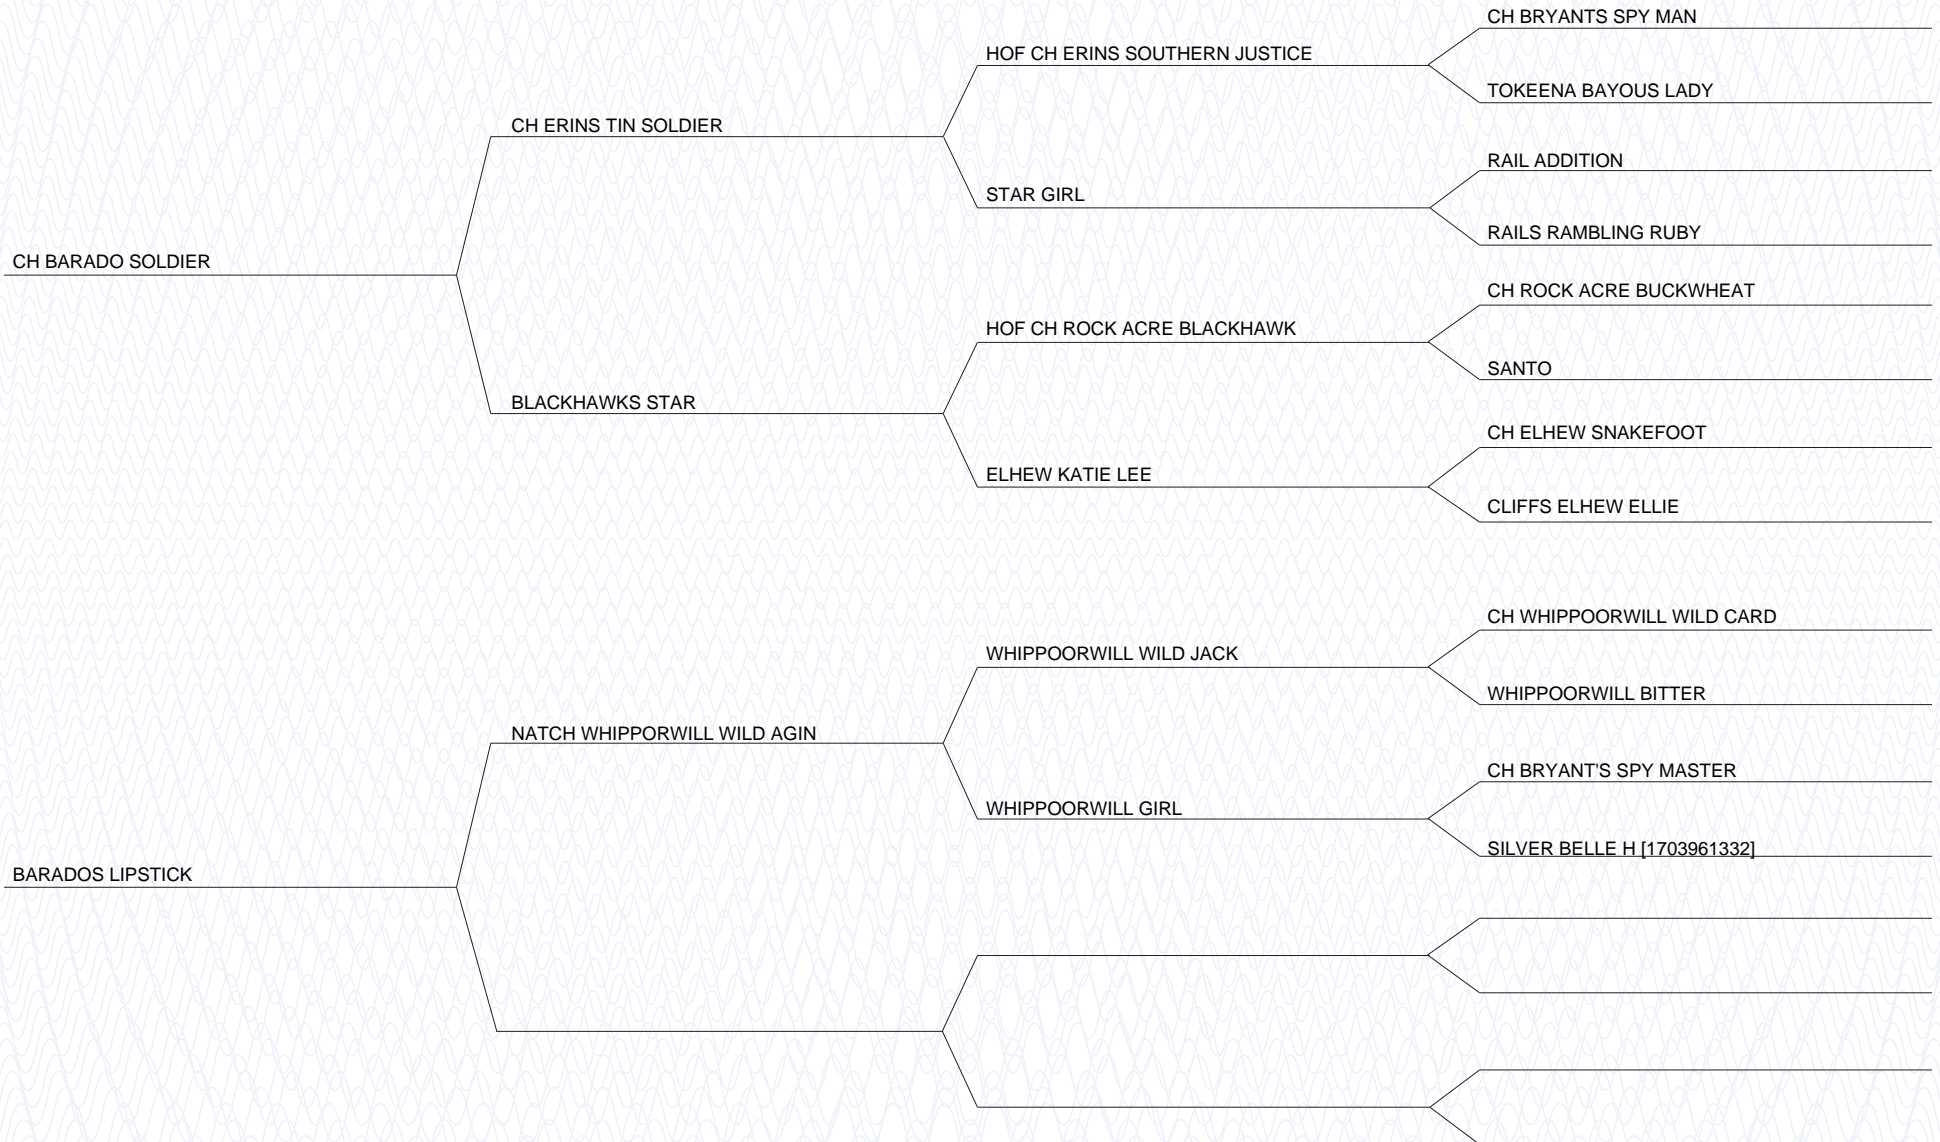 CH BRYANTS SPY MAN
HOF CH ERINS SOUTHERN JUSTICE
TOKEENA BAYOUS LADY
CH ERINS TIN SOLDIER
RAIL ADDITION
STAR GIRL
RAILS RAMBLING RUBY
CH BARADO SOLDIER
CH ROCK ACRE BUCKWHEAT
HOF CH ROCK ACRE BLACKHAWK
SANTO
BLACKHAWKS STAR
CH ELHEW SNAKEFOOT
ELHEW KATIE LEE
CLIFFS ELHEW ELLIE
CH WHIPPOORWILL WILD CARD
WHIPPOORWILL WILD JACK
WHIPPOORWILL BITTER
NATCH WHIPPORWILL WILD AGIN
CH BRYANT'S SPY MASTER
WHIPPOORWILL GIRL
SILVER BELLE H [1703961332]
BARADOS LIPSTICK